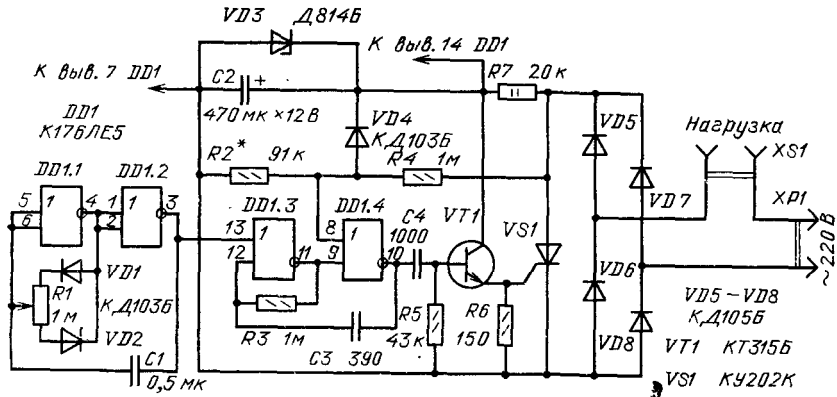 VD3
Д814Б
К выв. 14 DD1
К выв. 7 DD1
C2
+
470 мк × 12 В
R7
20 к
DD1
К176ЛЕ5
VD4
КД103Б
R2*
91 к
R4
1м
VD5
Нагрузка
XS1
DD1.1
DD1.2
DD1.3
DD1.4
C4
1000
VT1
VS1
VD7
XP1
5
6
1
4
1
2
1
3
13
12
1
11
8
9
1
10
~220 В
R1
1 м
VD1
КД103Б
VD2
R3
1м
C3
390
R5
43 к
R6
150
VD6
VD8
C1
0,5 мк
VD5 – VD8
КД105Б
VT1 КТ315Б
VS1 КУ202К